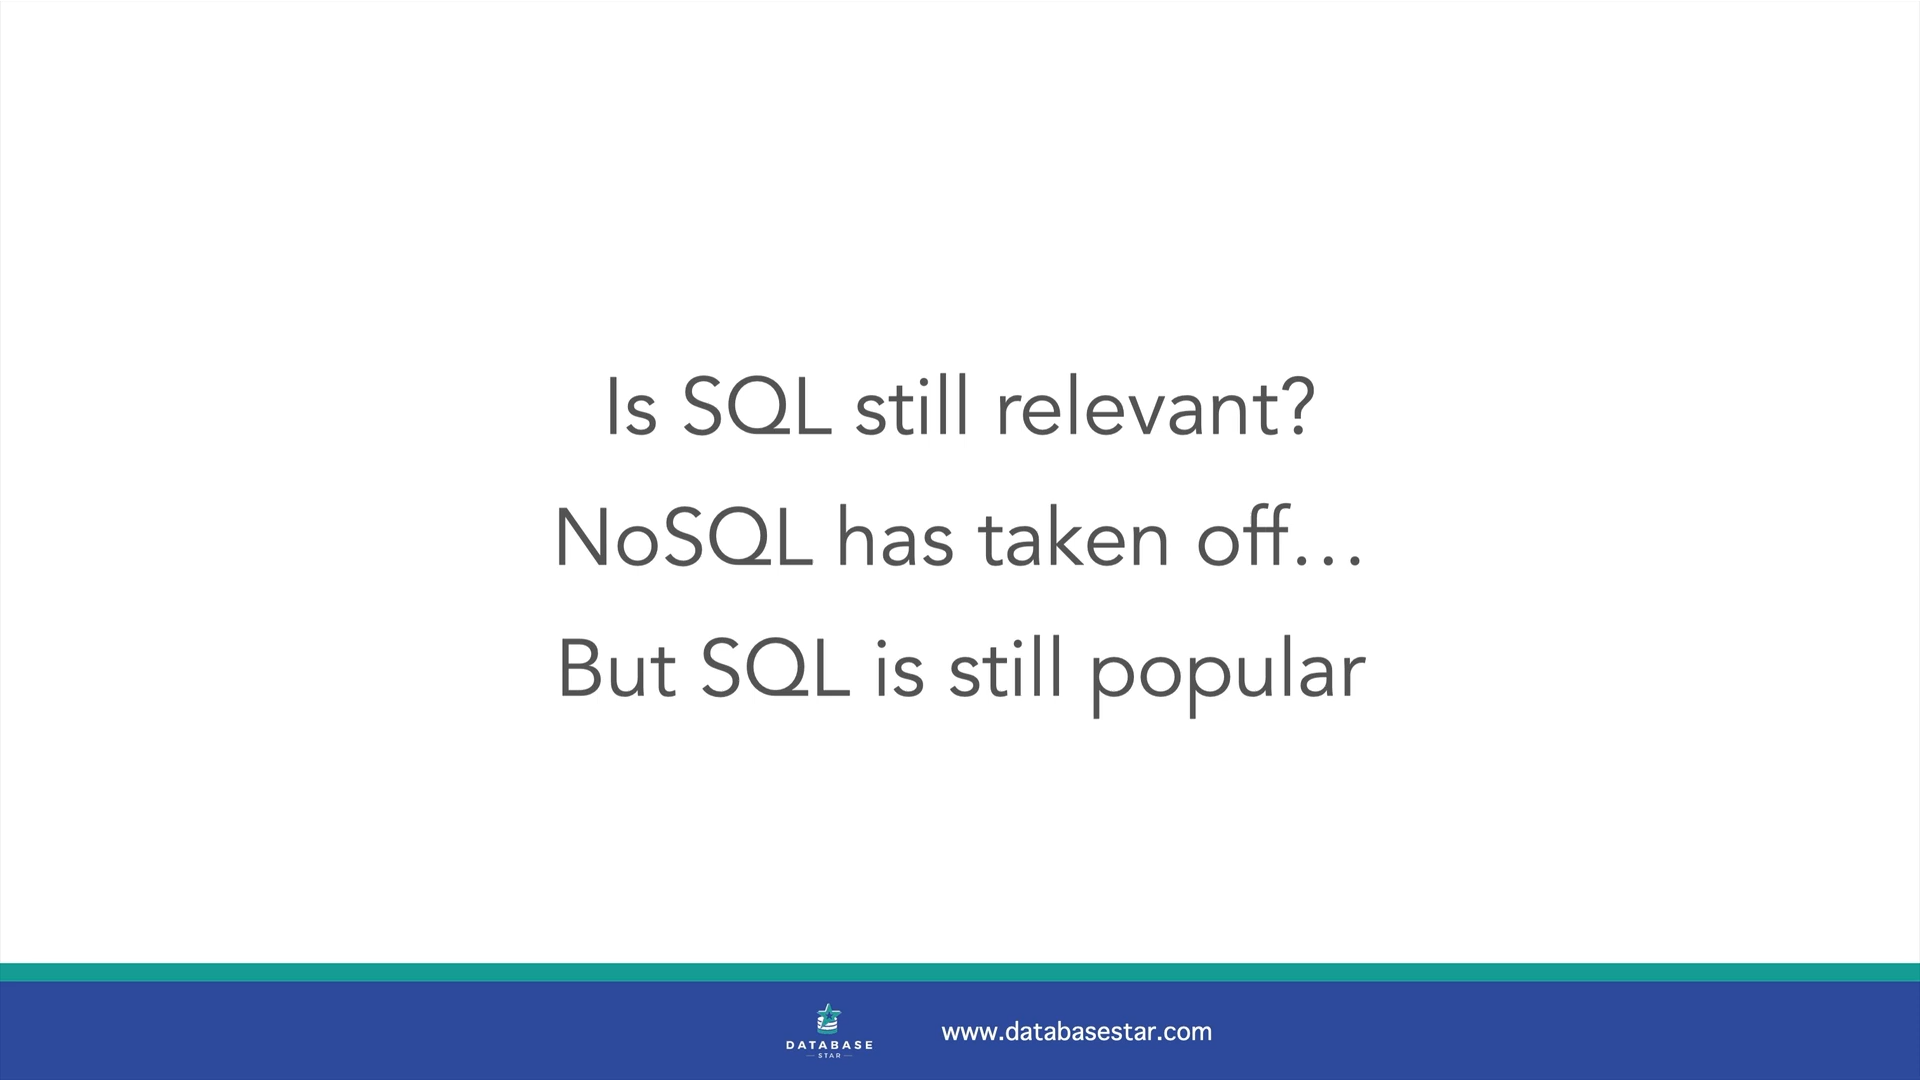 Is SQL still relevant?
NoSQL has taken off...
But SQL is still popular
DATABASE
STAR
www.databasestar.com